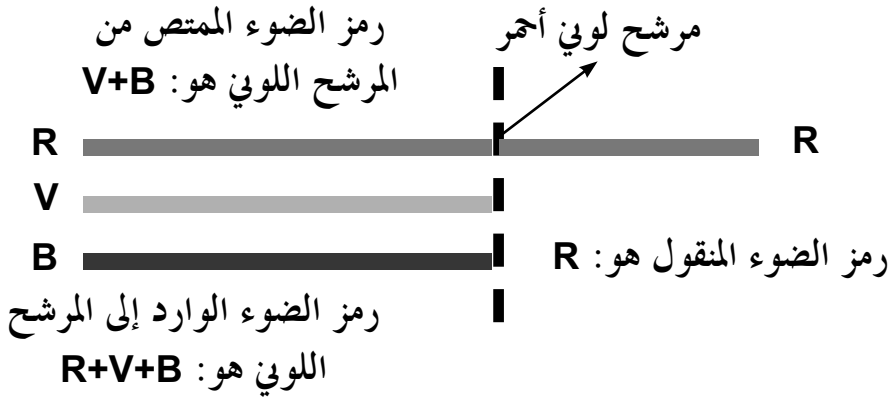 رمز الضوء الممتص من
المرشح اللوني هو: V+B
مرشح لوني أحمر
R
R
V
B
رمز الضوء المنقول هو: R
رمز الضوء الوارد إلى المرشح
اللوني هو: R+V+B